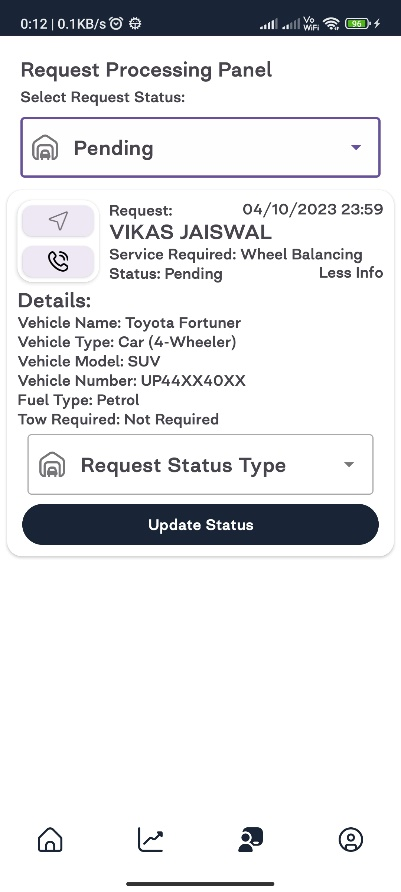 0:12 | 0.1KB/s
Vo
WiFi
96
Request Processing Panel
Select Request Status:
Pending
Request:
04/10/2023 23:59
VIKAS JAISWAL
Service Required: Wheel Balancing
Status: Pending
Less Info
Details:
Vehicle Name: Toyota Fortuner
Vehicle Type: Car (4-Wheeler)
Vehicle Model: SUV
Vehicle Number: UP44XX40XX
Fuel Type: Petrol
Tow Required: Not Required
Request Status Type
Update Status